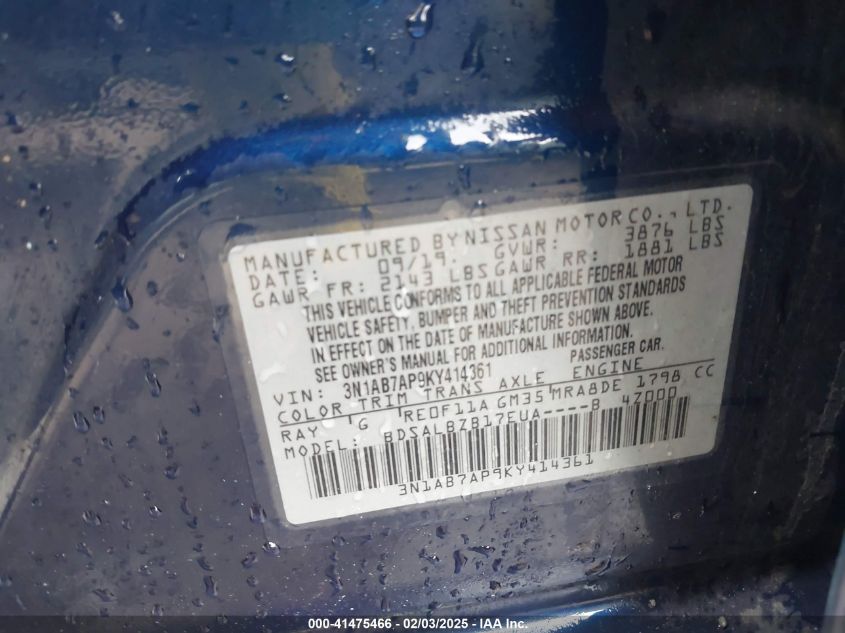 MANUFACTURED BY NISSAN MOTOR CO., LTD.
DATE: 09/19 GVWR: 3876 LBS
GAWR FR: 2143 LBS GAWR RR: 1881 LBS
THIS VEHICLE CONFORMS TO ALL APPLICABLE FEDERAL MOTOR
VEHICLE SAFETY, BUMPER AND THEFT PREVENTION STANDARDS
IN EFFECT ON THE DATE OF MANUFACTURE SHOWN ABOVE.
SEE OWNER'S MANUAL FOR ADDITIONAL INFORMATION.
VIN: 3N1AB7AP9KY414361 PASSENGER CAR
COLOR TRIM TRANS AXLE ENGINE
RAY G RE0F11A GM35 MRA8DE 1798 CC
MODEL: BDSALBZB17EUA----B 47000
3N1AB7AP9KY414361
000-41475466 - 02/03/2025 - IAA Inc.